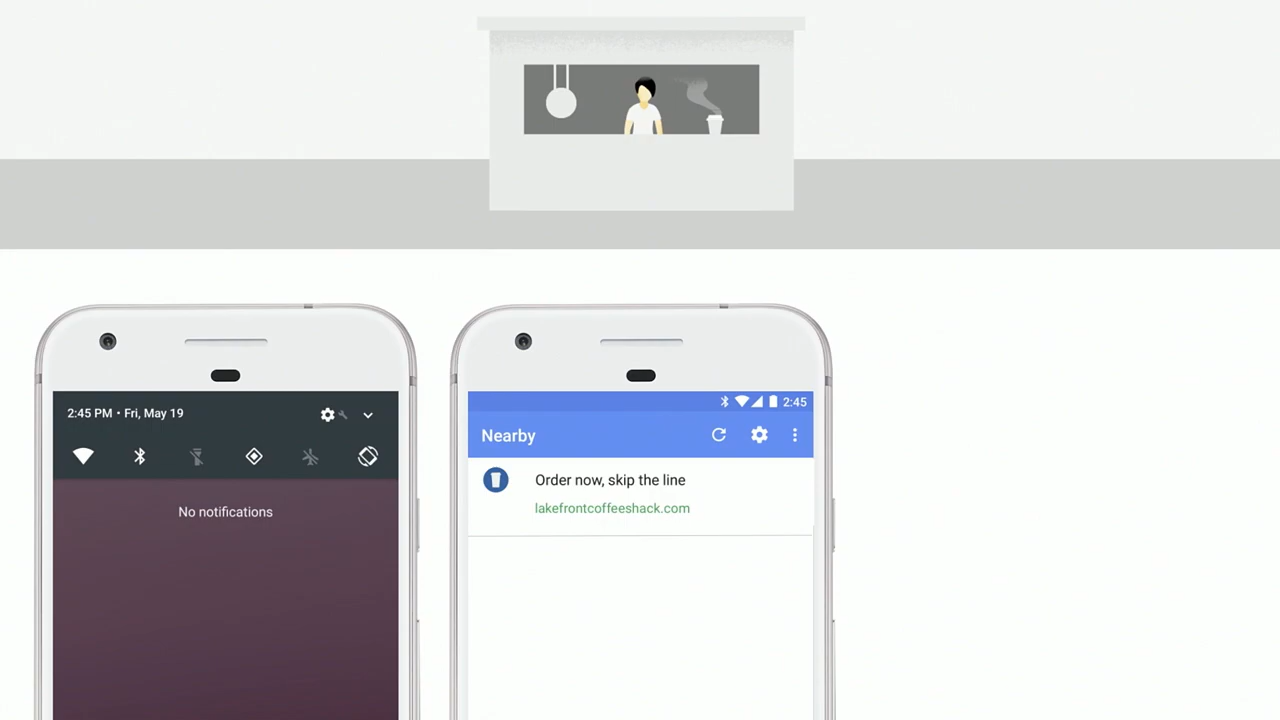 2:45 PM • Fri, May 19
No notifications
2:45
Nearby
Order now, skip the line
lakefrontcoffeeshack.com